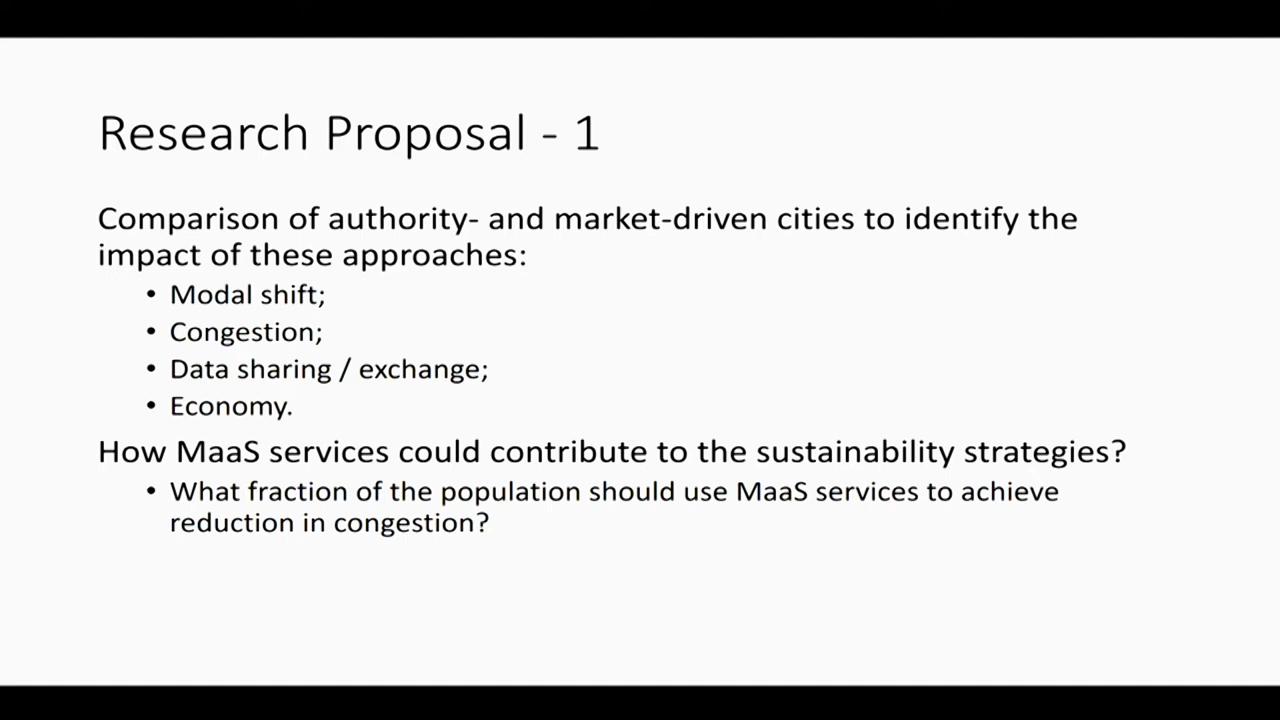 Research Proposal - 1
Comparison of authority- and market-driven cities to identify the
impact of these approaches:
• Modal shift;
• Congestion;
• Data sharing / exchange;
• Economy.
How MaaS services could contribute to the sustainability strategies?
• What fraction of the population should use MaaS services to achieve
reduction in congestion?